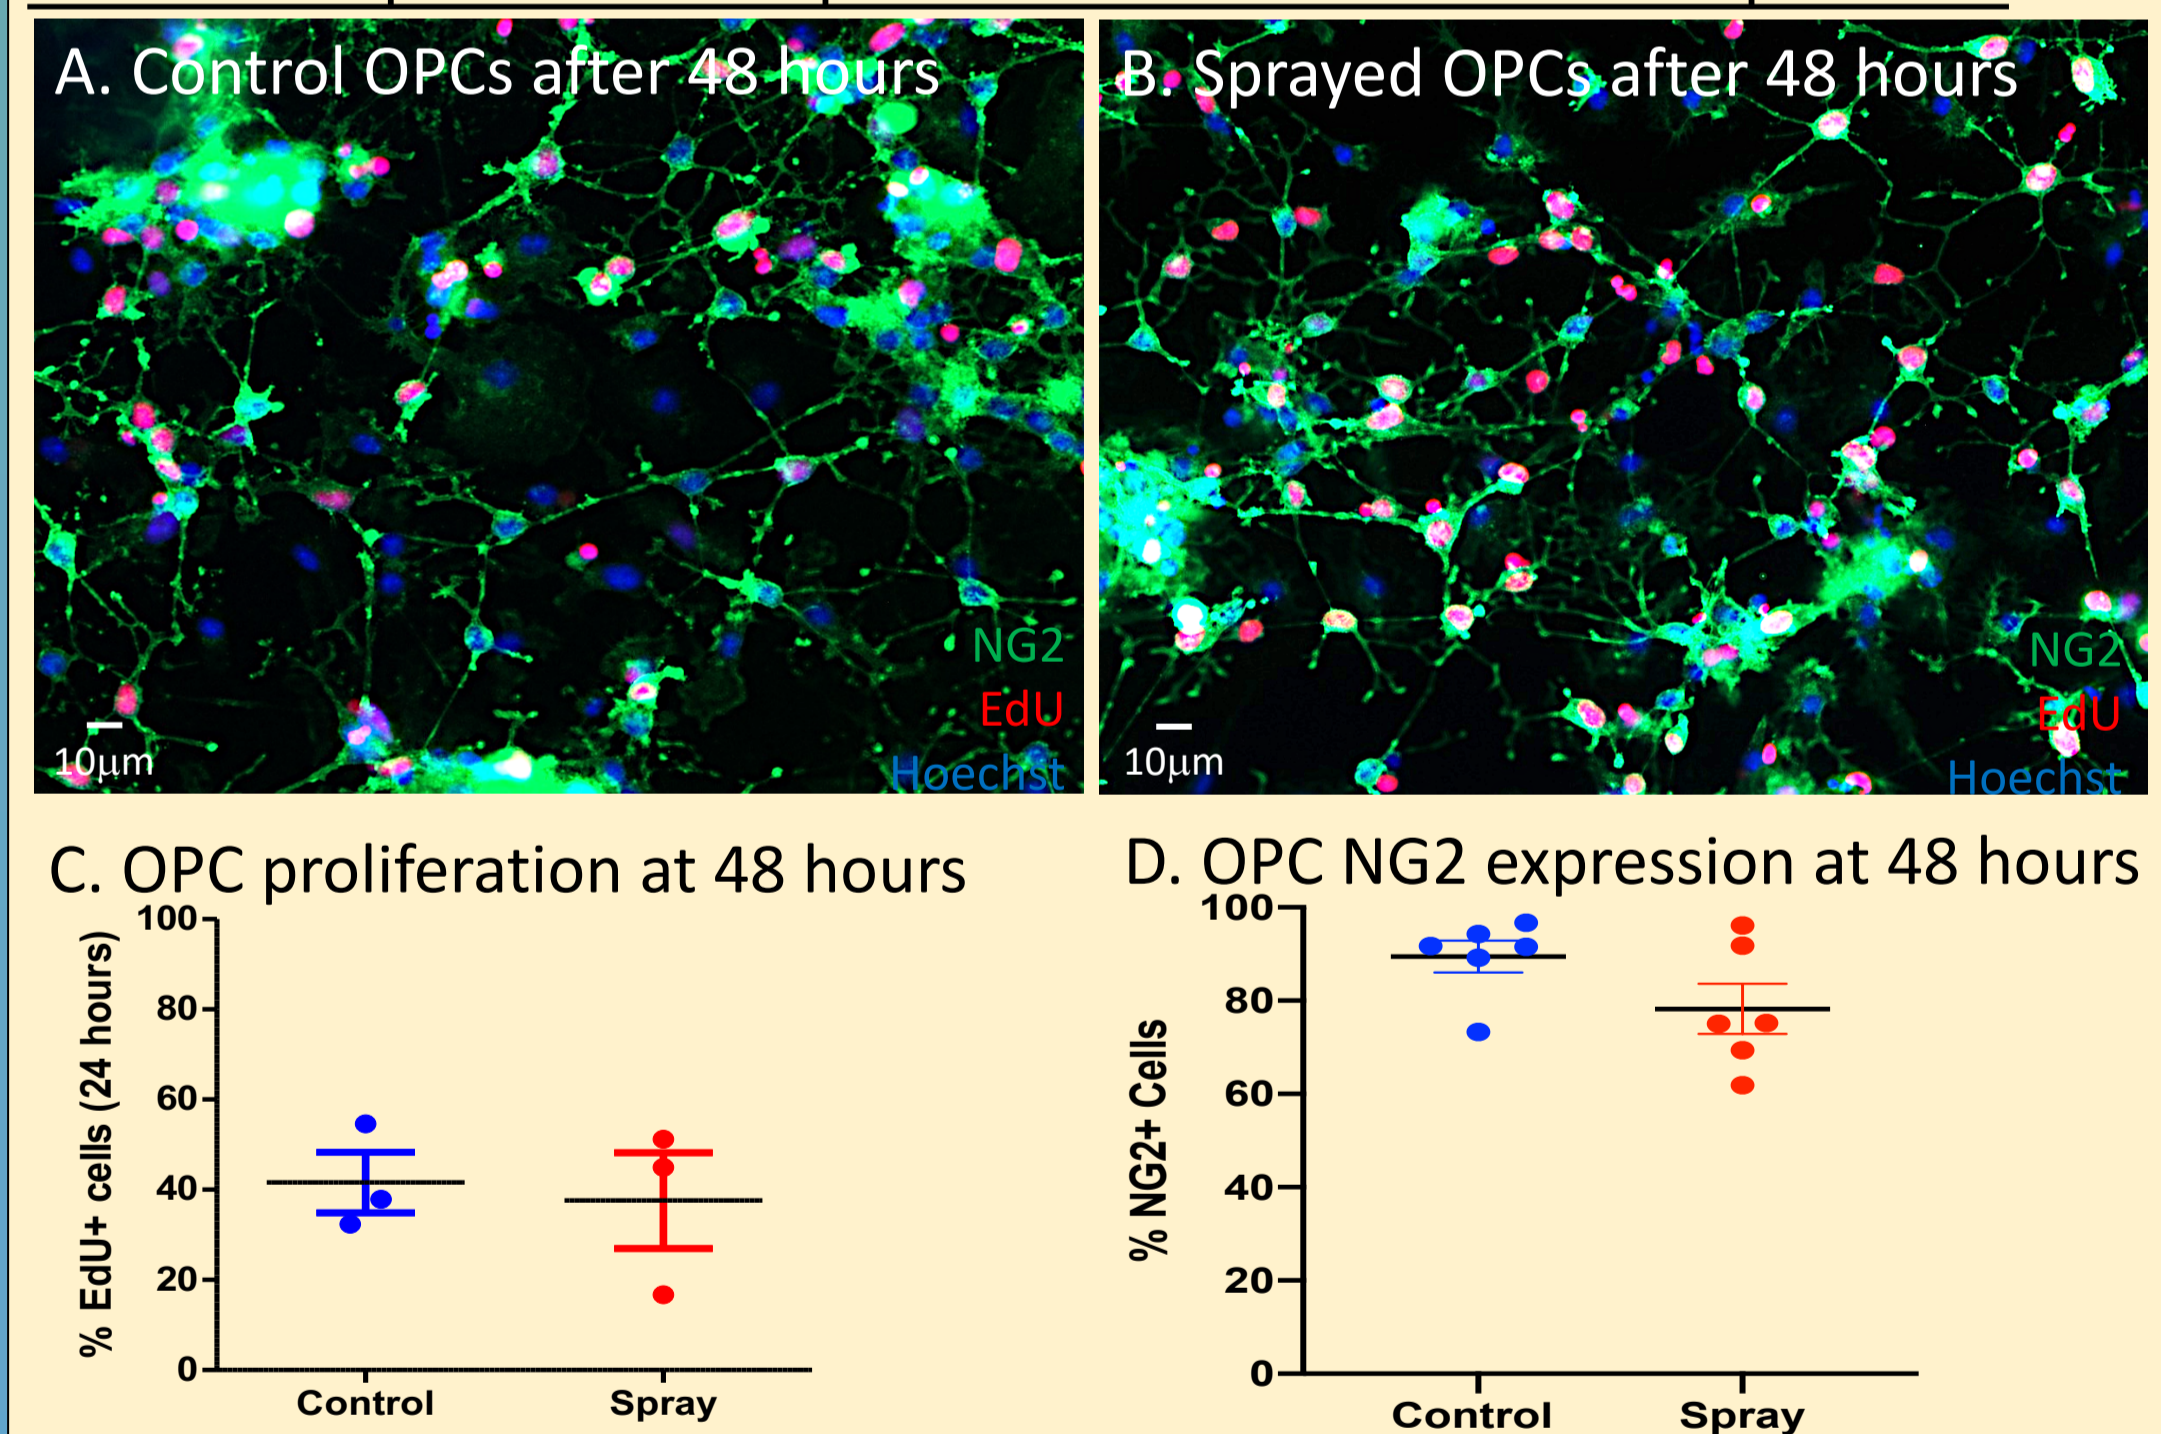 A. Control OPCs after 48 hours
B. Sprayed OPCs after 48 hours
NG2
EdU
Hoechst
10μm
NG2
EdU
Hoechst
10μm
C. OPC proliferation at 48 hours
% EdU+ cells (24 hours)
100
80
60
40
20
0
Control
Spray
D. OPC NG2 expression at 48 hours
% NG2+ Cells
100
80
60
40
20
0
Control
Spray